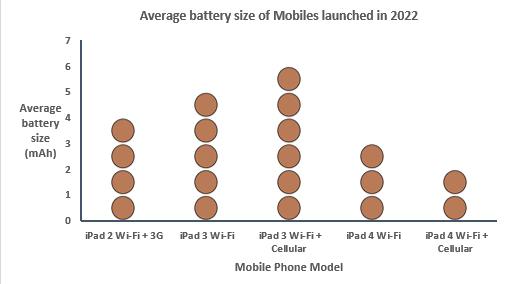 Average battery size of Mobiles launched in 2022
7
6
5
4
3
2
1
0
Average
battery
size
(mAh)
iPad 2 Wi-Fi + 3G
iPad 3 Wi-Fi
iPad 3 Wi-Fi +
Cellular
iPad 4 Wi-Fi
iPad 4 Wi-Fi +
Cellular
Mobile Phone Model